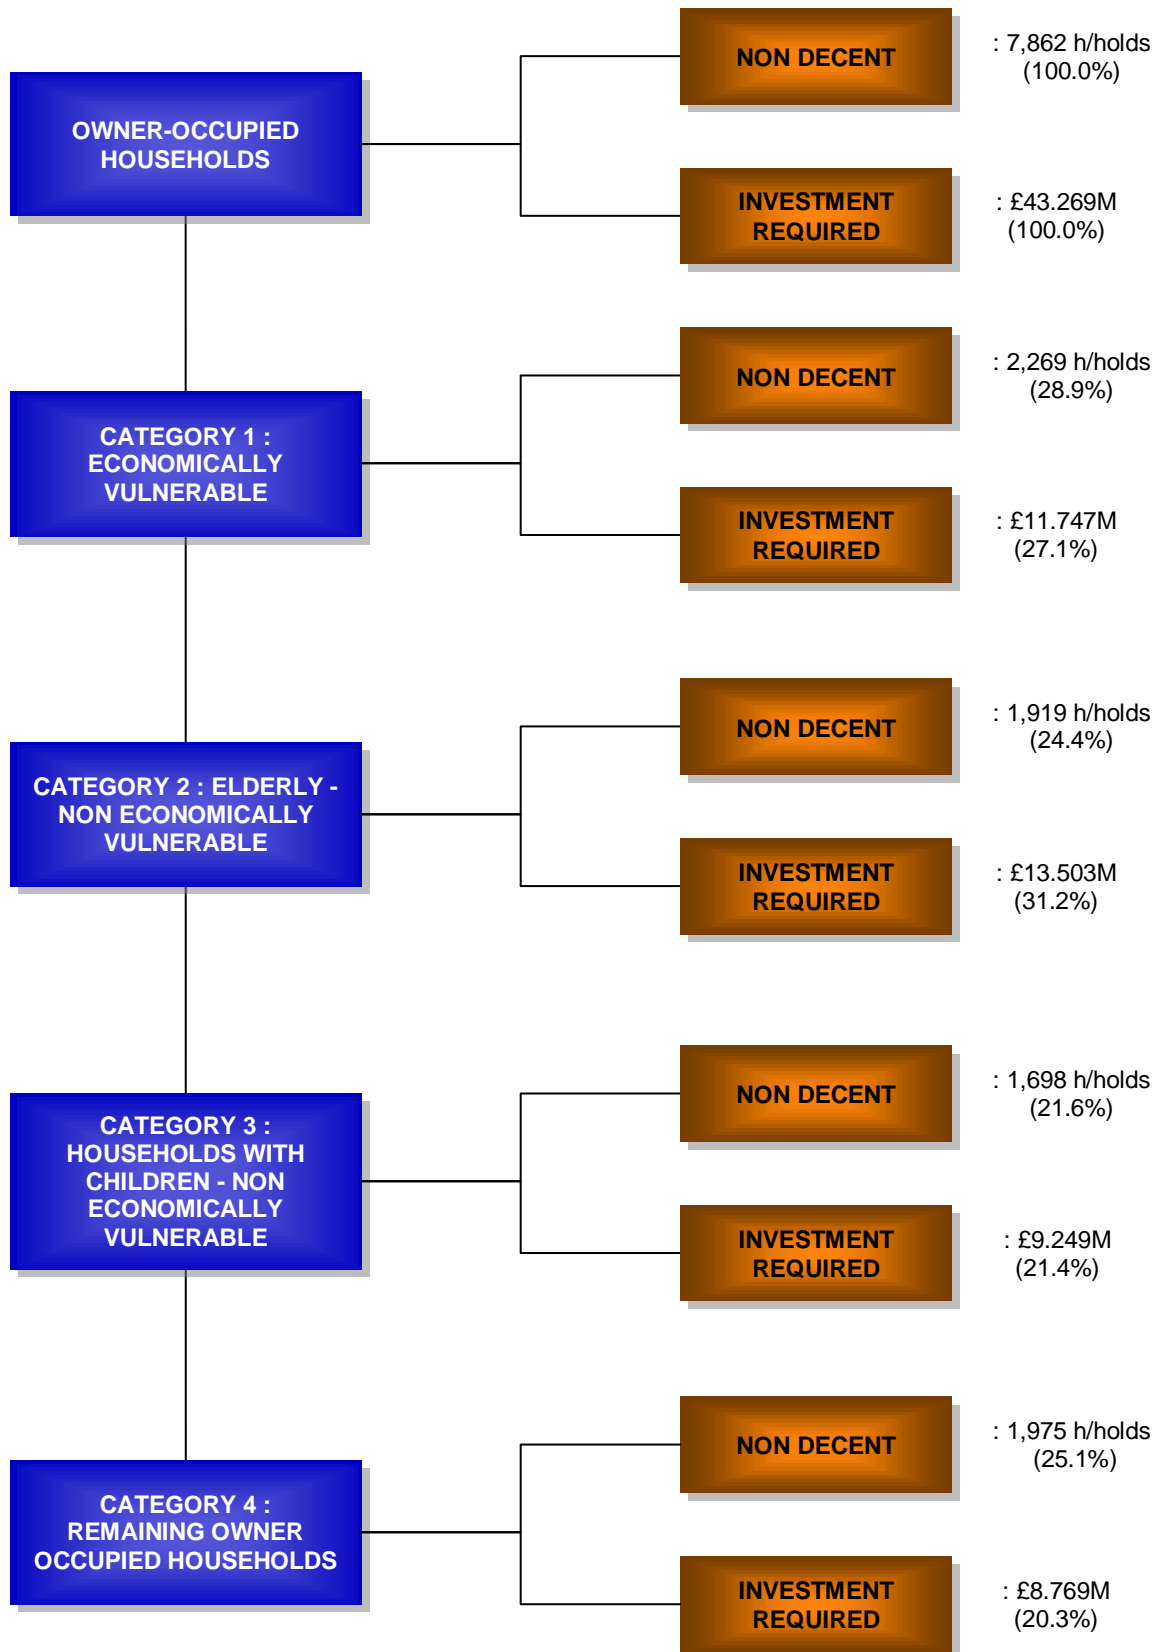 OWNER-OCCUPIED
HOUSEHOLDS
NON DECENT
: 7,862 h/holds
(100.0%)
INVESTMENT
REQUIRED
: £43.269M
(100.0%)
CATEGORY 1 :
ECONOMICALLY
VULNERABLE
NON DECENT
: 2,269 h/holds
(28.9%)
INVESTMENT
REQUIRED
: £11.747M
(27.1%)
CATEGORY 2 : ELDERLY -
NON ECONOMICALLY
VULNERABLE
NON DECENT
: 1,919 h/holds
(24.4%)
INVESTMENT
REQUIRED
: £13.503M
(31.2%)
CATEGORY 3 :
HOUSEHOLDS WITH
CHILDREN - NON
ECONOMICALLY
VULNERABLE
NON DECENT
: 1,698 h/holds
(21.6%)
INVESTMENT
REQUIRED
: £9.249M
(21.4%)
CATEGORY 4 :
REMAINING OWNER
OCCUPIED HOUSEHOLDS
NON DECENT
: 1,975 h/holds
(25.1%)
INVESTMENT
REQUIRED
: £8.769M
(20.3%)